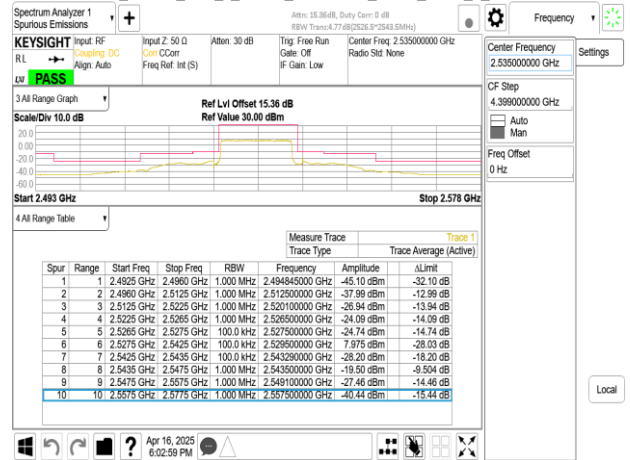 Spectrum Analyzer 1
Spurious Emissions
Attn: 15.36dB, Duty Corr: 0 dB
RBW Trans:4.77dB(2526.5~2543.5MHz)
Frequency
KEYSIGHT
RL
PASS
Input: RF
Coupling: DC
Align: Auto
Input Z: 50 Ω
Corr CCorr
Freq Ref: Int (S)
Atten: 30 dB
Trig: Free Run
Gate: Off
IF Gain: Low
Center Freq: 2.535000000 GHz
Radio Std: None
Center Frequency
2.535000000 GHz
Settings
CF Step
4.399000000 GHz
Auto
Man
Freq Offset
0 Hz
3 All Range Graph
Scale/Div 10.0 dB
Ref Lvl Offset 15.36 dB
Ref Value 30.00 dBm
20.0
0.00
-20.0
-40.0
-60.0
Start 2.493 GHz
Stop 2.578 GHz
4 All Range Table
Measure Trace Trace 1
Trace Type Trace Average (Active)
Spur Range Start Freq Stop Freq RBW Frequency Amplitude ΔLimit
1 1 2.4925 GHz 2.4960 GHz 1.000 MHz 2.494845000 GHz -45.10 dBm -32.10 dB
2 2 2.4960 GHz 2.5125 GHz 1.000 MHz 2.512500000 GHz -37.99 dBm -12.99 dB
3 3 2.5125 GHz 2.5225 GHz 1.000 MHz 2.520100000 GHz -26.94 dBm -13.94 dB
4 4 2.5225 GHz 2.5265 GHz 1.000 MHz 2.526500000 GHz -24.09 dBm -14.09 dB
5 5 2.5265 GHz 2.5275 GHz 100.0 kHz 2.527500000 GHz -24.74 dBm -14.74 dB
6 6 2.5275 GHz 2.5425 GHz 100.0 kHz 2.529500000 GHz 7.975 dBm -28.03 dB
7 7 2.5425 GHz 2.5435 GHz 100.0 kHz 2.543290000 GHz -28.20 dBm -18.20 dB
8 8 2.5435 GHz 2.5475 GHz 1.000 MHz 2.543500000 GHz -19.50 dBm -9.504 dB
9 9 2.5475 GHz 2.5575 GHz 1.000 MHz 2.549100000 GHz -27.46 dBm -14.46 dB
10 10 2.5575 GHz 2.5775 GHz 1.000 MHz 2.557500000 GHz -40.44 dBm -15.44 dB
Local
Apr 16, 2025
6:02:59 PM